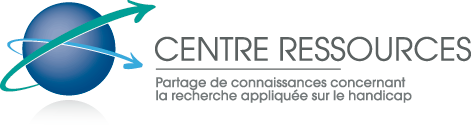 CENTRE RESSOURCES
Partage de connaissances concernant
la recherche appliquée sur le handicap